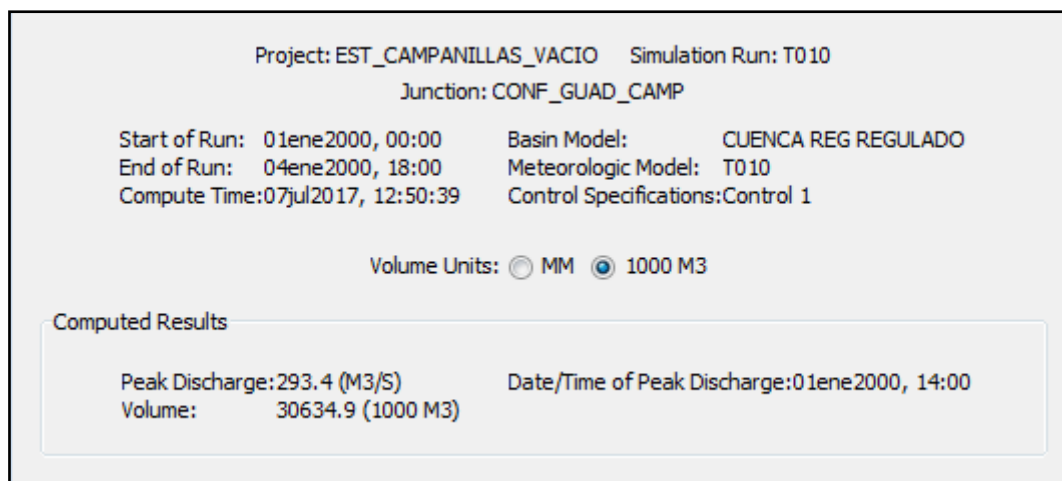 Project: EST_CAMPANILLAS_VACIO Simulation Run: T010
Junction: CONF_GUAD_CAMP
Start of Run: 01ene2000, 00:00 Basin Model: CUENCA REG REGULADO
End of Run: 04ene2000, 18:00 Meteorologic Model: T010
Compute Time:07jul2017, 12:50:39 Control Specifications:Control 1
Volume Units: MM 1000 M3
Computed Results
Peak Discharge:293.4 (M3/S) Date/Time of Peak Discharge:01ene2000, 14:00
Volume: 30634.9 (1000 M3)